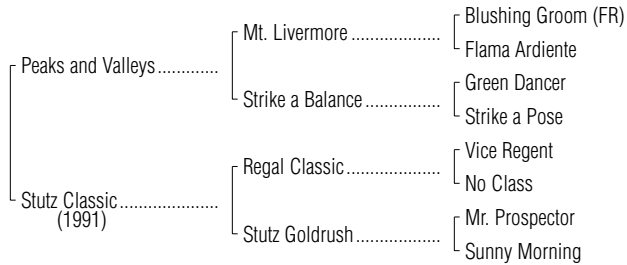 Blushing Groom (FR)
Mt. Livermore ....................
Flama Ardiente
Peaks and Valleys.............
Green Dancer
Strike a Balance .................
Strike a Pose
Vice Regent
Regal Classic.....................
No Class
Stutz Classic .....................
(1991)
Mr. Prospector
Stutz Goldrush ...................
Sunny Morning